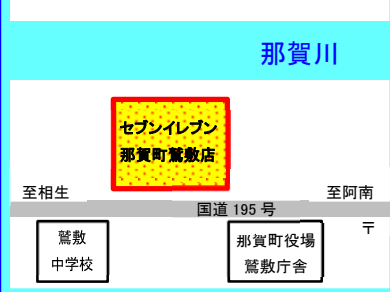 那賀川
セブンイレブン
那賀町鷲敷店
至相生
至阿南
国道 195 号
〒
鷲敷
中学校
那賀町役場
鷲敷庁舎